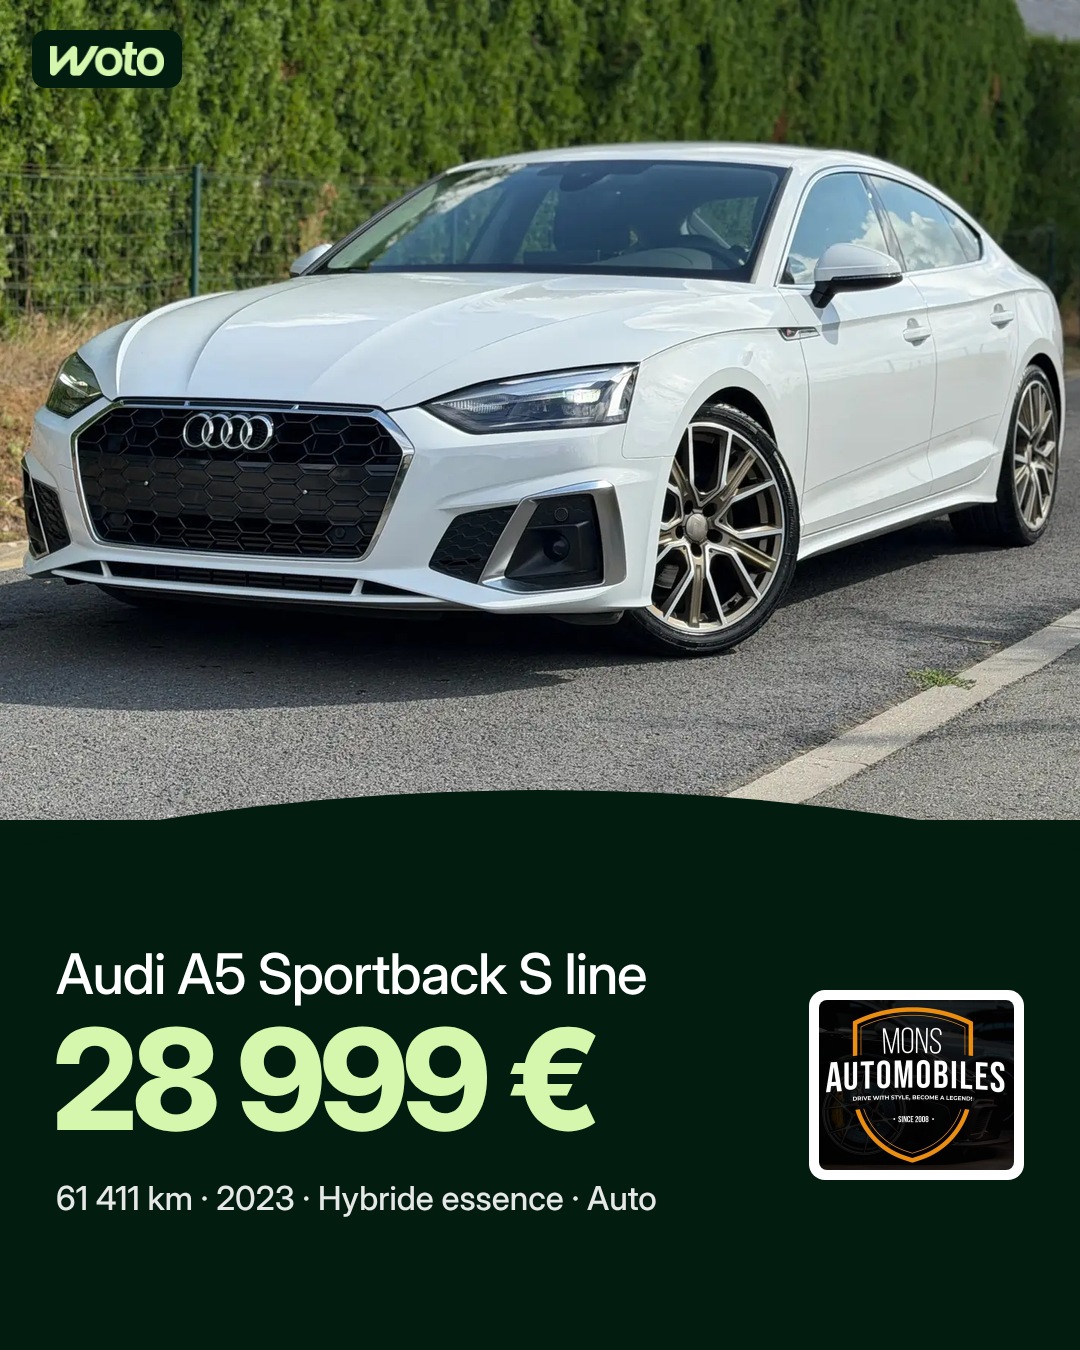 woto
Audi A5 Sportback S line
28 999 €
61 411 km · 2023 · Hybride essence · Auto
MONS
AUTOMOBILES
DRIVE WITH STYLE, BECOME A LEGEND!
• SINCE 2008 •